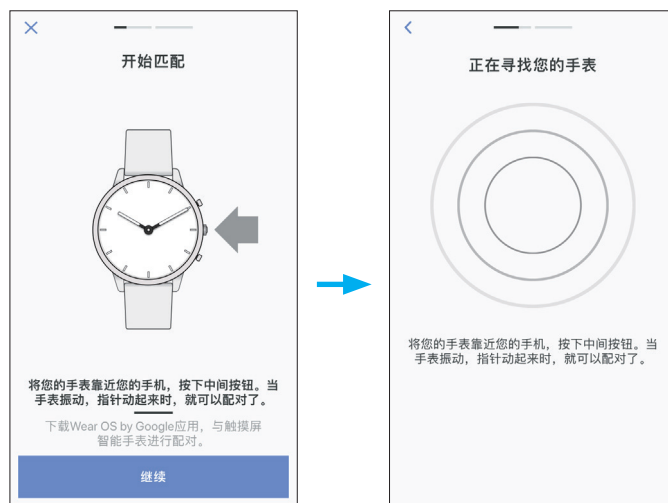 开始匹配
将您的手表靠近您的手机，按下中间按钮。当
手表振动，指针动起来时，就可以配对了。
下载Wear OS by Google应用，与触摸屏
智能手表进行配对。
继续
正在寻找您的手表
将您的手表靠近您的手机，按下中间按钮。当
手表振动，指针动起来时，就可以配对了。